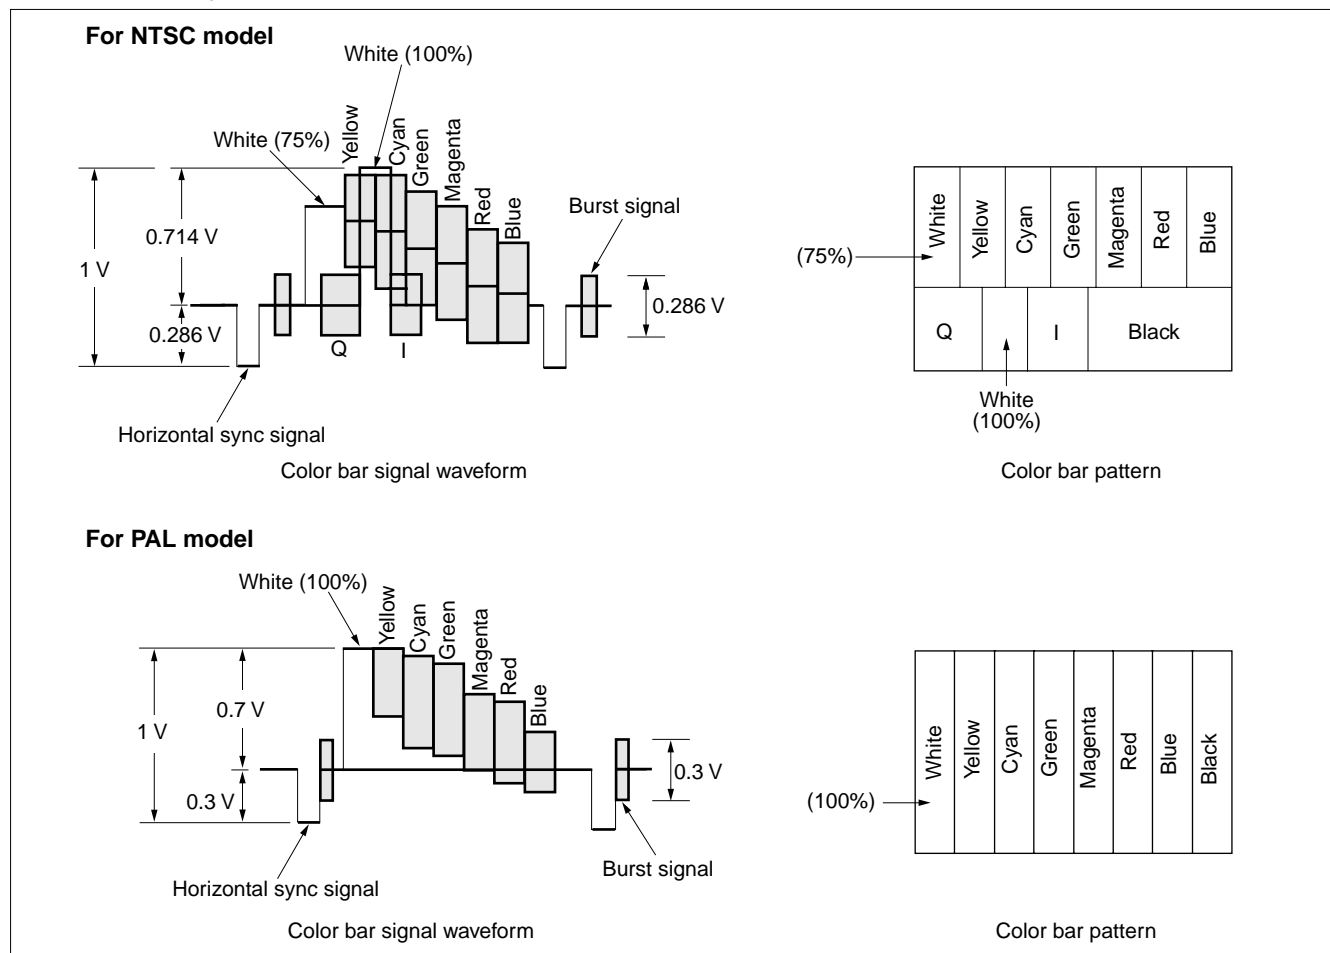 For NTSC model
White (100%)
White (75%)
Yellow
Cyan
Green
Magenta
Red
Blue
Burst signal
0.714 V
1 V
0.286 V
0.286 V
Q
I
Horizontal sync signal
Color bar signal waveform
(75%)
White
Yellow
Cyan
Green
Magenta
Red
Blue
Q
I
Black
White
(100%)
Color bar pattern
For PAL model
White (100%)
Yellow
Cyan
Green
Magenta
Red
Blue
0.7 V
1 V
0.3 V
0.3 V
Burst signal
Horizontal sync signal
Color bar signal waveform
(100%)
White
Yellow
Cyan
Green
Magenta
Red
Blue
Black
Color bar pattern